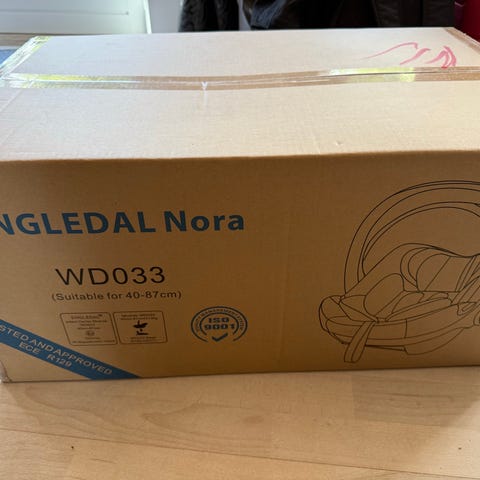 NGLEDAL Nora
WD033
(Suitable for 40-87cm)
ISO
9001
STED AND APPROVED
ECE R129